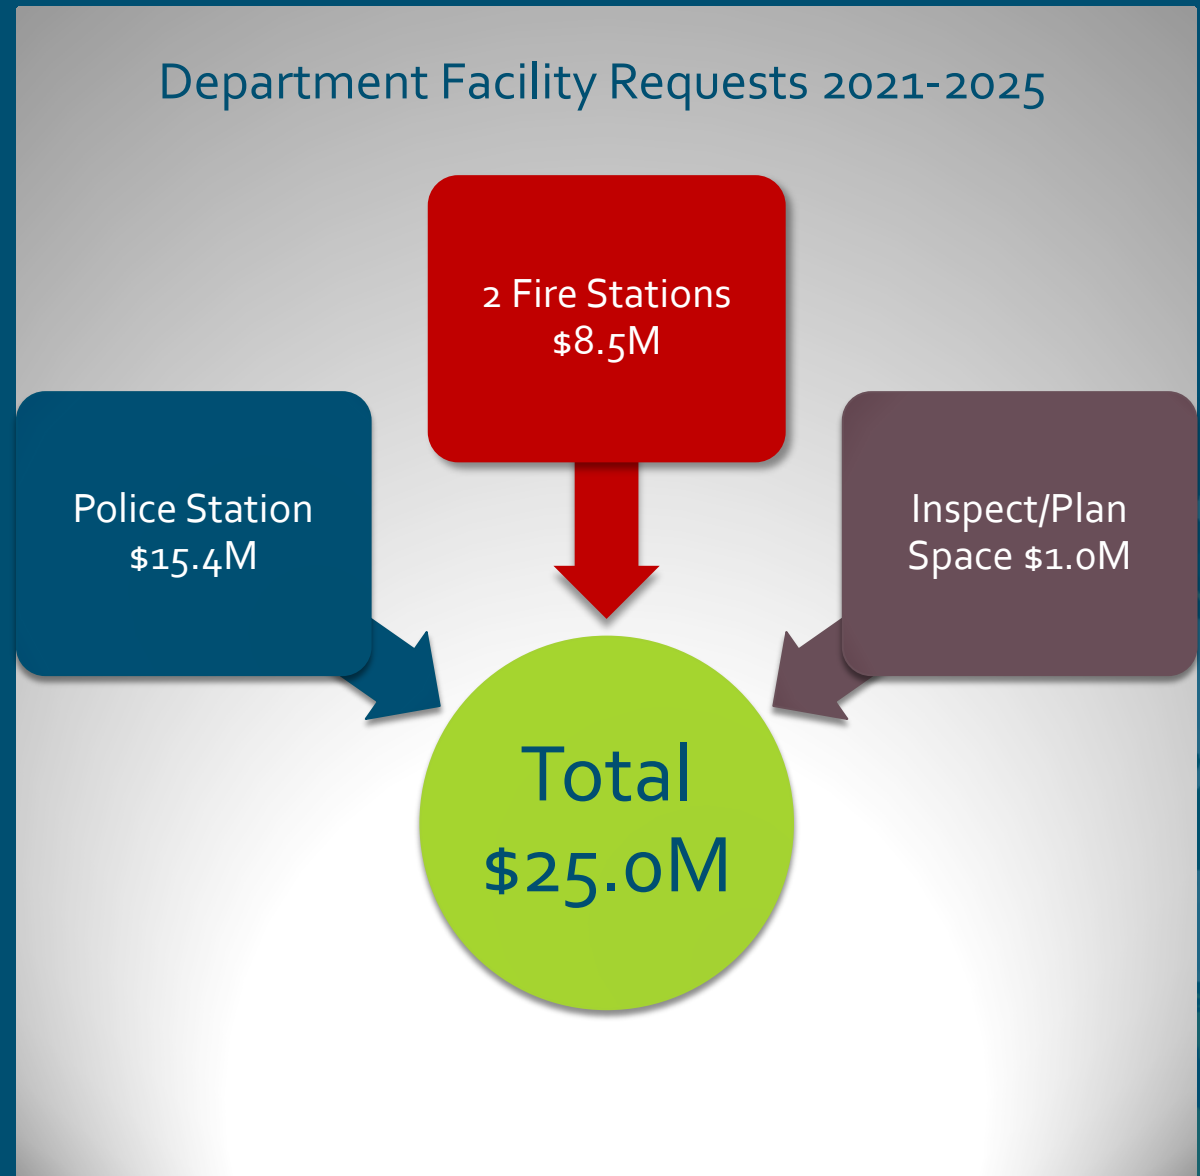 Department Facility Requests 2021-2025
2 Fire Stations
$8.5M
Police Station
$15.4M
Inspect/Plan
Space $1.0M
Total
$25.0M